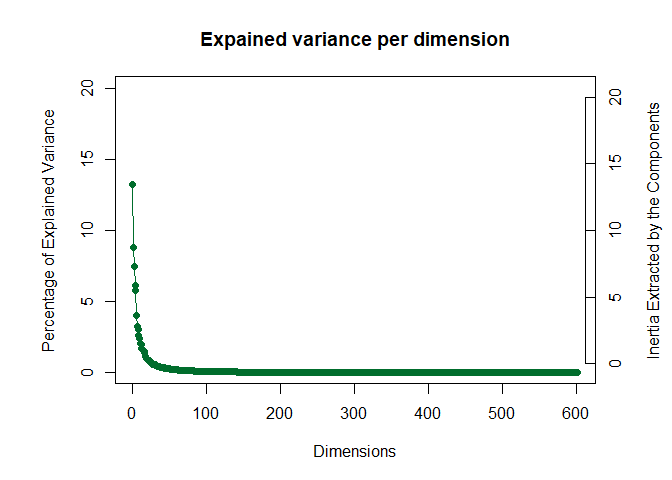 Expained variance per dimension
Percentage of Explained Variance
20
15
10
5
0
20
15
10
5
0
Inertia Extracted by the Components
0 100 200 300 400 500 600
Dimensions